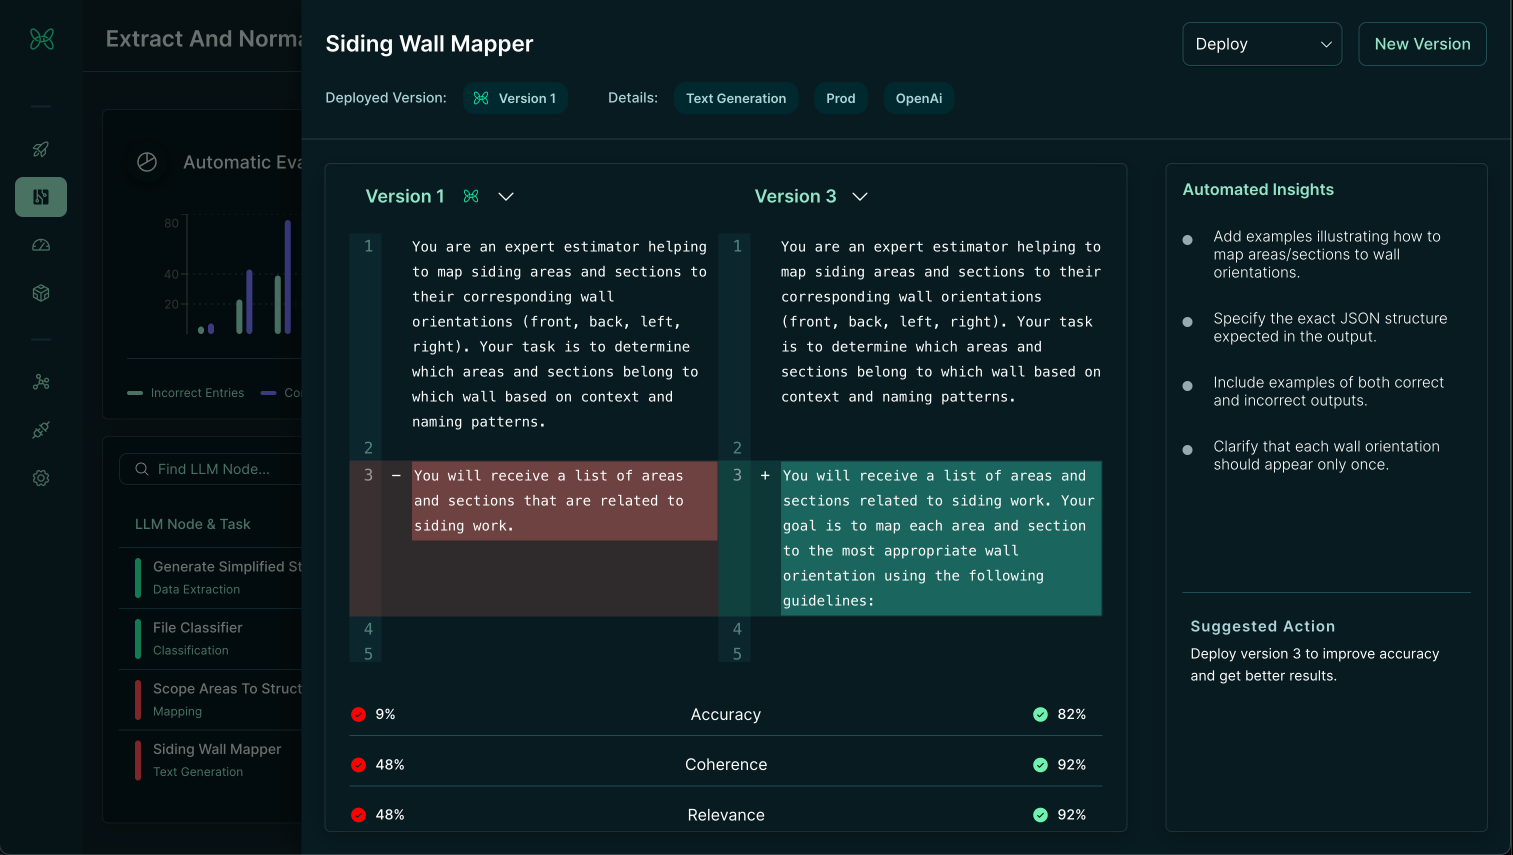 Extract And Norma
Siding Wall Mapper
Deploy
New Version
Deployed Version:
Version 1
Details:
Text Generation
Prod
OpenAi
Automatic Eva
80
40
20
Incorrect Entries
Co
Find LLM Node...
LLM Node & Task
Generate Simplified St
Data Extraction
File Classifier
Classification
Scope Areas To Struct
Mapping
Siding Wall Mapper
Text Generation
Version 1
1
You are an expert estimator helping
to map siding areas and sections to
their corresponding wall
orientations (front, back, left,
right). Your task is to determine
which areas and sections belong to
which wall based on context and
naming patterns.
2
3 - You will receive a list of areas
and sections that are related to
siding work.
4
5
Version 3
1
You are an expert estimator helping to
map siding areas and sections to their
corresponding wall orientations
(front, back, left, right). Your task
is to determine which areas and
sections belong to which wall based on
context and naming patterns.
2
3 + You will receive a list of areas and
sections related to siding work. Your
goal is to map each area and section
to the most appropriate wall
orientation using the following
guidelines:
4
5
9% Accuracy 82%
48% Coherence 92%
48% Relevance 92%
Automated Insights
Add examples illustrating how to
map areas/sections to wall
orientations.
Specify the exact JSON structure
expected in the output.
Include examples of both correct
and incorrect outputs.
Clarify that each wall orientation
should appear only once.
Suggested Action
Deploy version 3 to improve accuracy
and get better results.